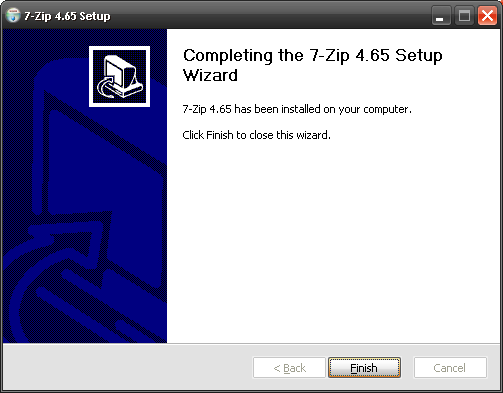 7-Zip 4.65 Setup
Completing the 7-Zip 4.65 Setup
Wizard
7-Zip 4.65 has been installed on your computer.
Click Finish to close this wizard.
< Back
Finish
Cancel